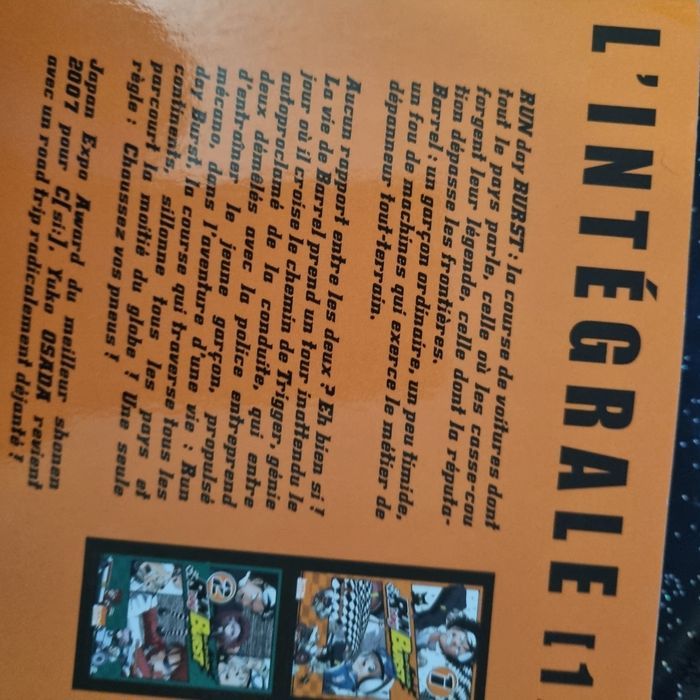 L'INTÉGRALE [1
RUN day BURST : la course de voitures dont
tout le pays parle, celle où les casse-cou
forgent leur légende, celle dont la réputa-
tion dépasse les frontières.
Barrel : un garçon ordinaire, un peu timide,
un fou de machines qui exerce le métier de
dépanneur tout-terrain.
Aucun rapport entre les deux ? Eh bien si !
La vie de Barrel prend un tour inattendu le
jour où il croise le chemin de Trigger, génie
autoproclamé de la conduite, qui entre
deux démêlés avec la police entreprend
d'entraîner le jeune garçon, propulsé
mécano, dans l'aventure d'une vie : Run
day Burst, la course qui traverse tous les
continents, sillonne tous les pays et
parcourt la moitié du globe ! Une seule
règle : Chaussez vos pneus !
Japan Expo Award du meilleur shonen
2007 pour C[si:], Yuko OSADA revient
avec un road trip radicalement déjanté !
1
BURST
2
BURST